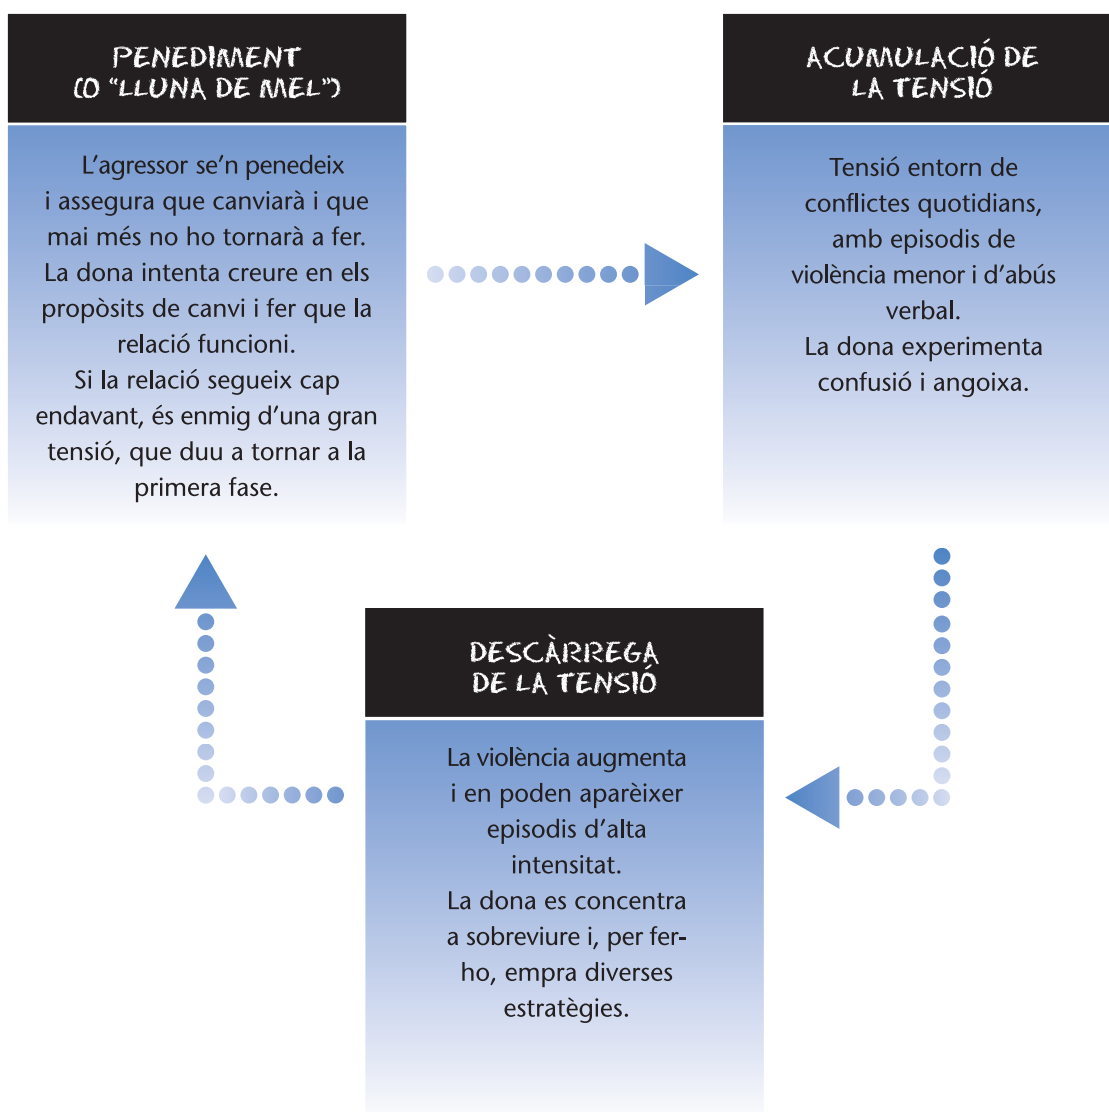 PENEDIMENT
(O “LLUNA DE MEL”)
L’agressor se’n penedeix
i assegura que canviarà i que
mai més no ho tornarà a fer.
La dona intenta creure en els
propòsits de canvi i fer que la
relació funcioni.
Si la relació segueix cap
endavant, és enmig d’una gran
tensió, que duu a tornar a la
primera fase.
ACUMULACIÓ DE
LA TENSIÓ
Tensió entorn de
conflictes quotidians,
amb episodis de
violència menor i d’abús
verbal.
La dona experimenta
confusió i angoixa.
DESCÀRREGA
DE LA TENSIÓ
La violència augmenta
i en poden aparèixer
episodis d’alta
intensitat.
La dona es concentra
a sobreviure i, per fer-
ho, empra diverses
estratègies.